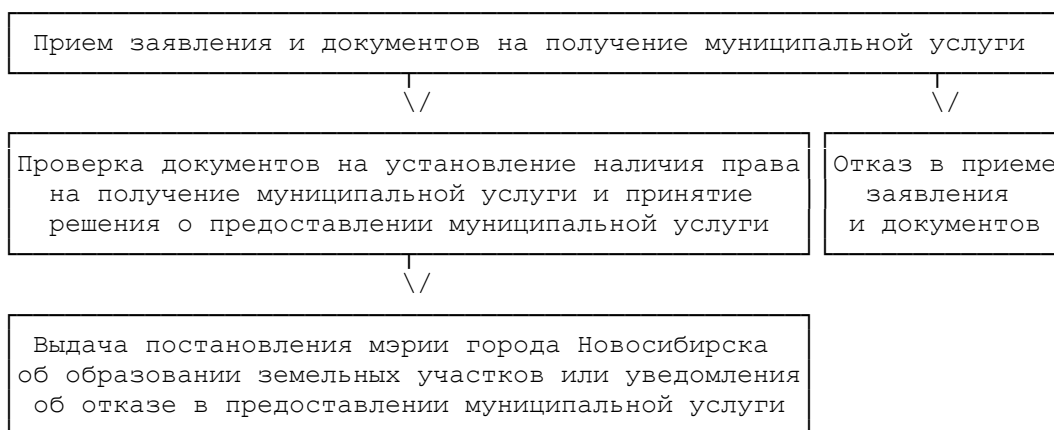 Прием заявления и документов на получение муниципальной услуги
Проверка документов на установление наличия права
на получение муниципальной услуги и принятие
решения о предоставлении муниципальной услуги
Отказ в приеме
заявления
и документов
Выдача постановления мэрии города Новосибирска
об образовании земельных участков или уведомления
об отказе в предоставлении муниципальной услуги